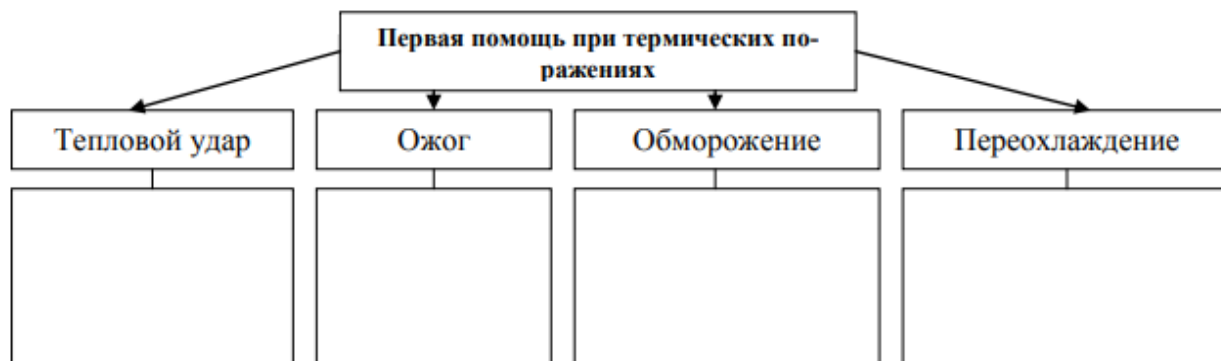 Первая помощь при термических по-
ражениях
Тепловой удар
Ожог
Обморожение
Переохлаждение